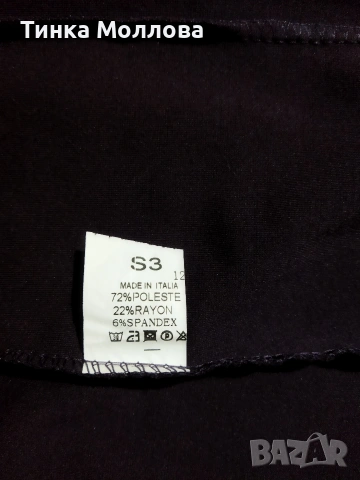 Тинка Моллова
S3
12
MADE IN ITALIA
72%POLESTE
22%RAYON
6%SPANDEX
BAZAR